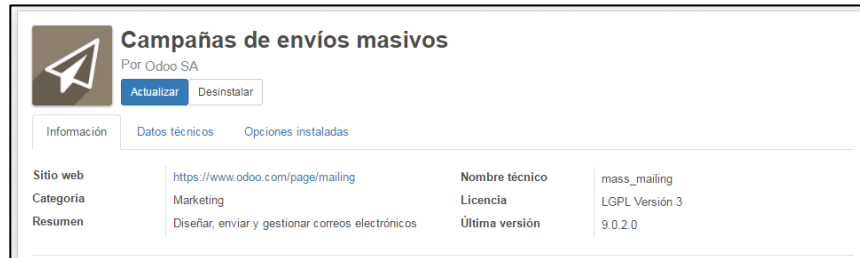 Campañas de envíos masivos
Por Odoo SA
Actualizar Desinstalar
Información Datos técnicos Opciones instaladas
Sitio web https://www.odoo.com/page/mailing Nombre técnico mass_mailing
Categoría Marketing Licencia LGPL Versión 3
Resumen Diseñar, enviar y gestionar correos electrónicos Última versión 9.0.2.0